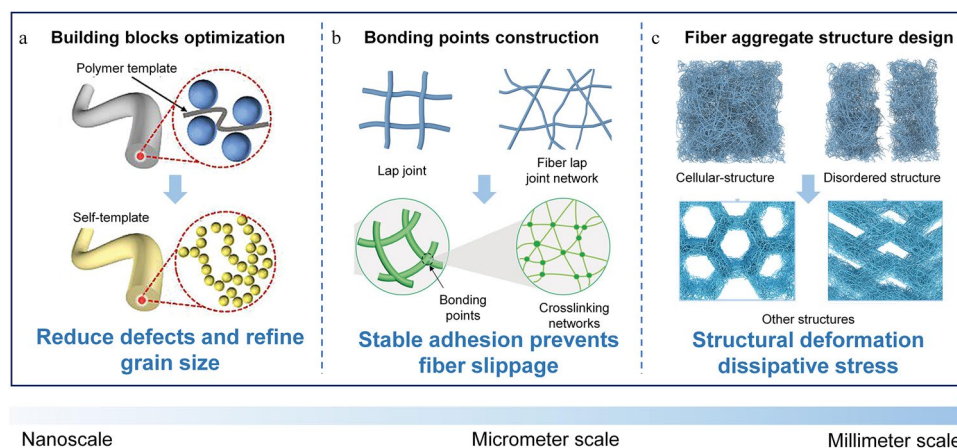 a Building blocks optimization
Polymer template
Self-template
Reduce defects and refine
grain size
b Bonding points construction
Lap joint
Fiber lap
joint network
Bonding
points
Crosslinking
networks
Stable adhesion prevents
fiber slippage
c Fiber aggregate structure design
Cellular-structure
Disordered structure
Other structures
Structural deformation
dissipative stress
Nanoscale
Micrometer scale
Millimeter scale